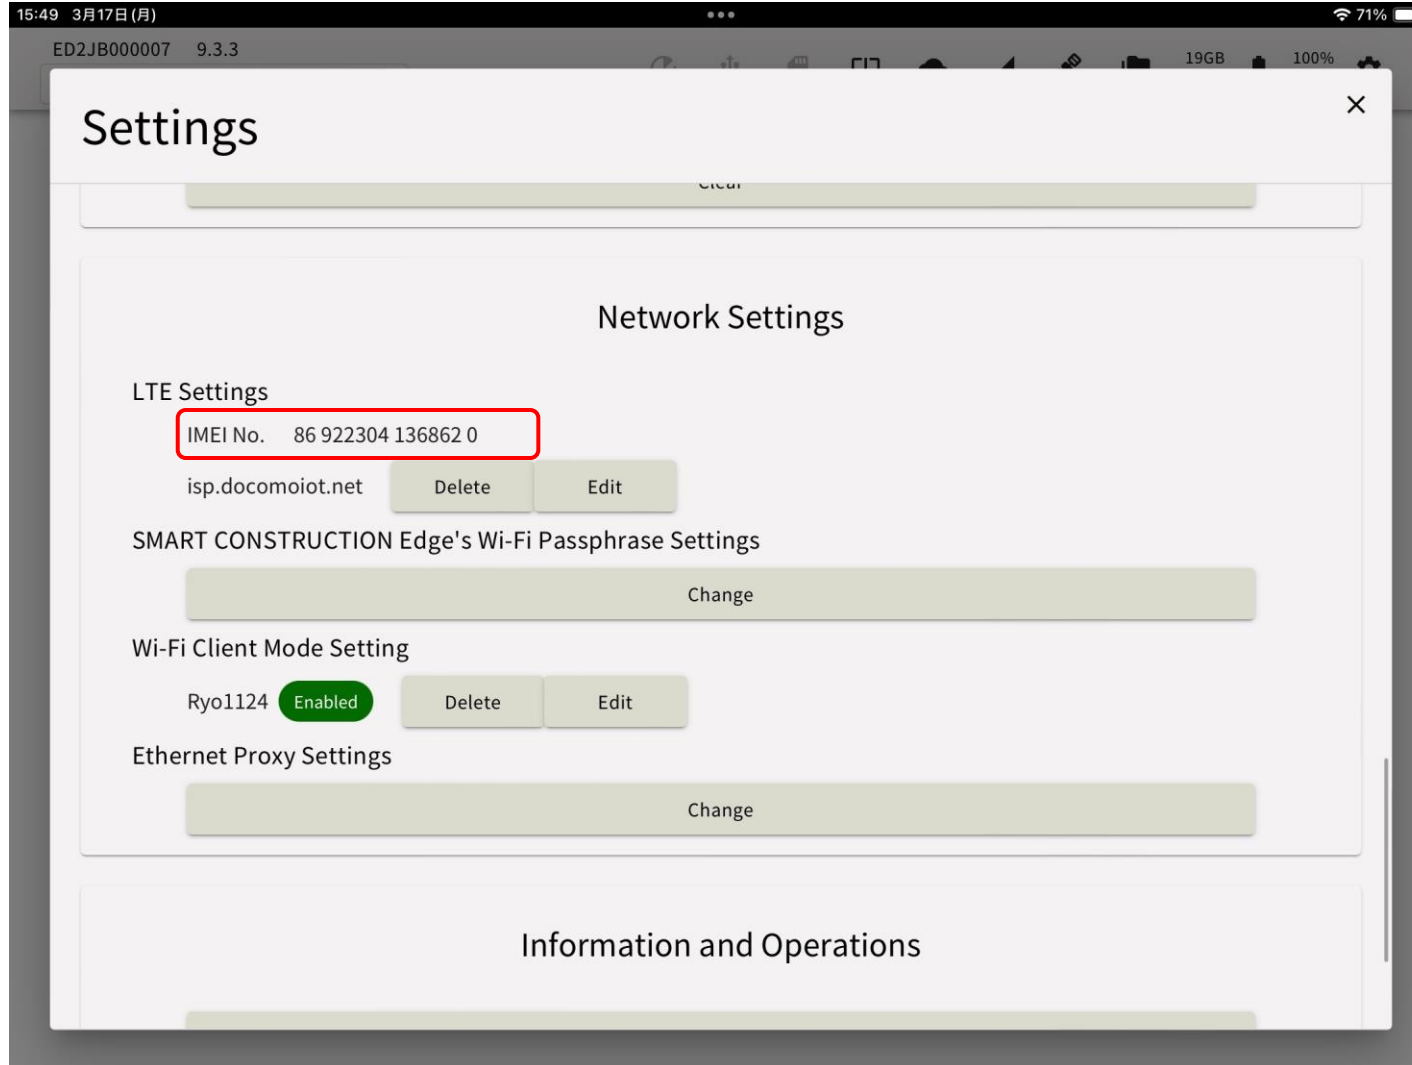 15:49 3月17日(月)
71%
ED2JB000007 9.3.3
19GB 100%
Settings
Clear
Network Settings
LTE Settings
IMEI No. 86 922304 136862 0
isp.docomoiot.net Delete Edit
SMART CONSTRUCTION Edge's Wi-Fi Passphrase Settings
Change
Wi-Fi Client Mode Setting
Ryo1124 Enabled Delete Edit
Ethernet Proxy Settings
Change
Information and Operations